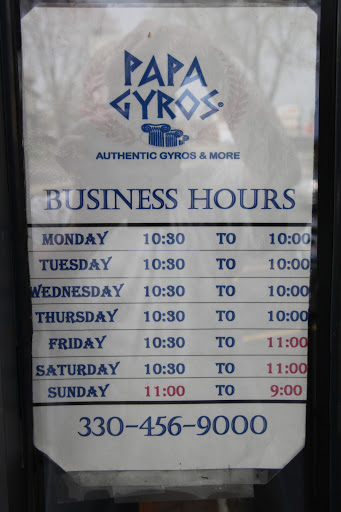 PAPA
GYROS
AUTHENTIC GYROS & MORE
BUSINESS HOURS
MONDAY 10:30 TO 10:00
TUESDAY 10:30 TO 10:00
WEDNESDAY 10:30 TO 10:00
THURSDAY 10:30 TO 10:00
FRIDAY 10:30 TO 11:00
SATURDAY 10:30 TO 11:00
SUNDAY 11:00 TO 9:00
330-456-9000